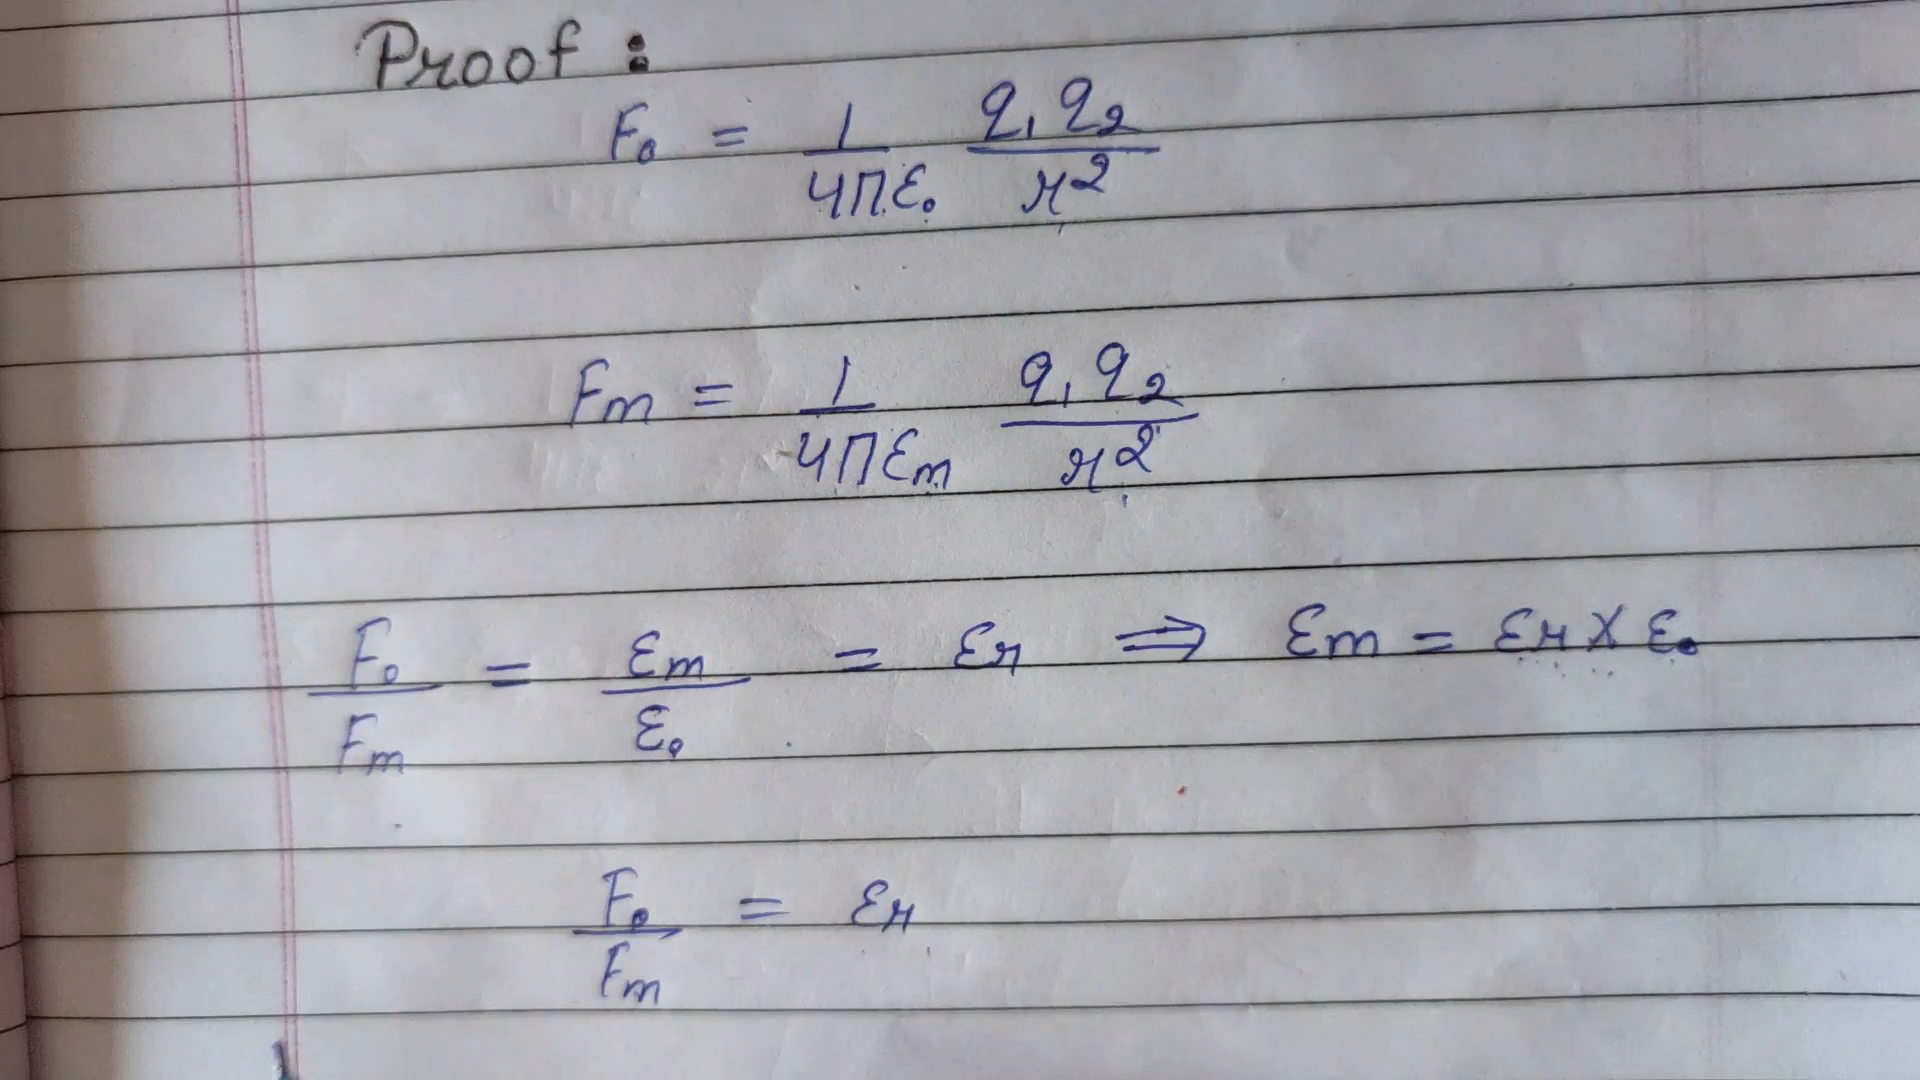 Proof :
F₀ = 1/4πε₀ q₁q₂/r²
Fm = 1/4πεm q₁q₂/r²
F₀/Fm = εm/ε₀ = εr ⇒ εm = εr × ε₀
F₀/Fm = εr